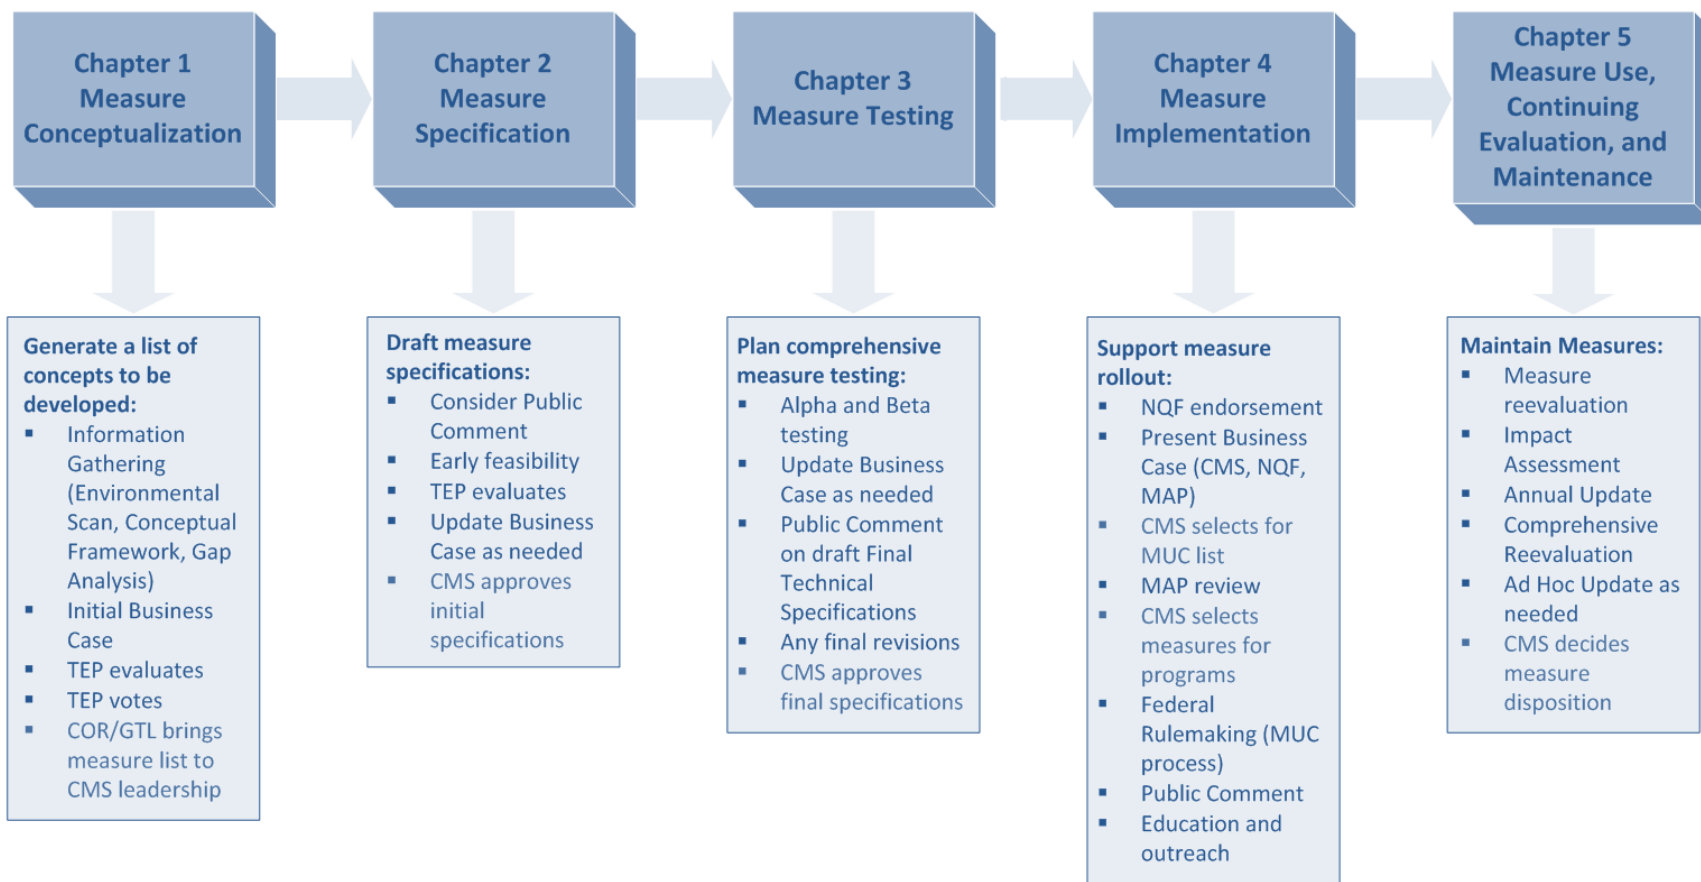 Chapter 1
Measure
Conceptualization
Chapter 2
Measure
Specification
Chapter 3
Measure Testing
Chapter 4
Measure
Implementation
Chapter 5
Measure Use,
Continuing
Evaluation, and
Maintenance
Generate a list of
concepts to be
developed:
▪ Information
Gathering
(Environmental
Scan, Conceptual
Framework, Gap
Analysis)
▪ Initial Business
Case
▪ TEP evaluates
▪ TEP votes
▪ COR/GTL brings
measure list to
CMS leadership
Draft measure
specifications:
▪ Consider Public
Comment
▪ Early feasibility
▪ TEP evaluates
▪ Update Business
Case as needed
▪ CMS approves
initial
specifications
Plan comprehensive
measure testing:
▪ Alpha and Beta
testing
▪ Update Business
Case as needed
▪ Public Comment
on draft Final
Technical
Specifications
▪ Any final revisions
▪ CMS approves
final specifications
Support measure
rollout:
▪ NQF endorsement
▪ Present Business
Case (CMS, NQF,
MAP)
▪ CMS selects for
MUC list
▪ MAP review
▪ CMS selects
measures for
programs
▪ Federal
Rulemaking (MUC
process)
▪ Public Comment
▪ Education and
outreach
Maintain Measures:
▪ Measure
reevaluation
▪ Impact
Assessment
▪ Annual Update
▪ Comprehensive
Reevaluation
▪ Ad Hoc Update as
needed
▪ CMS decides
measure
disposition